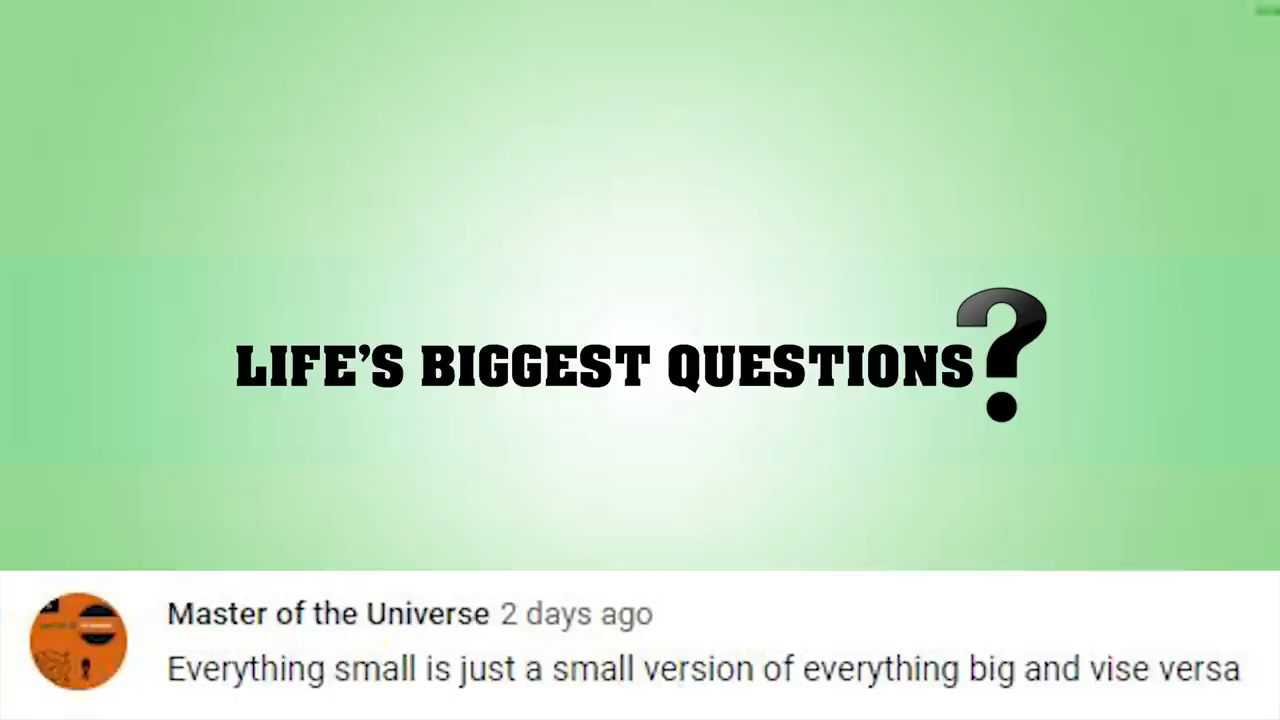 LIFE'S BIGGEST QUESTIONS?
Master of the Universe 2 days ago
Everything small is just a small version of everything big and vise versa